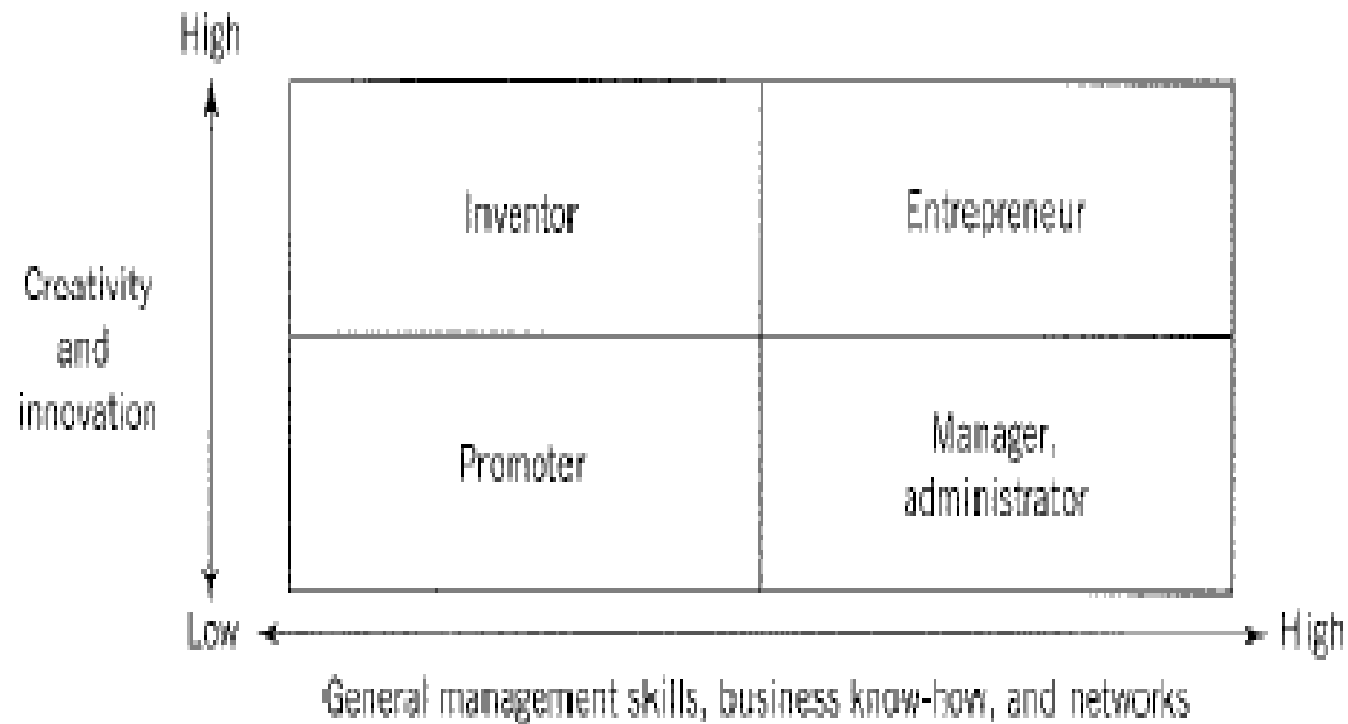 High
Inventor
Entrepreneur
Creativity
and
innovation
Promoter
Manager,
administrator
Low
High
General management skills, business know-how, and networks